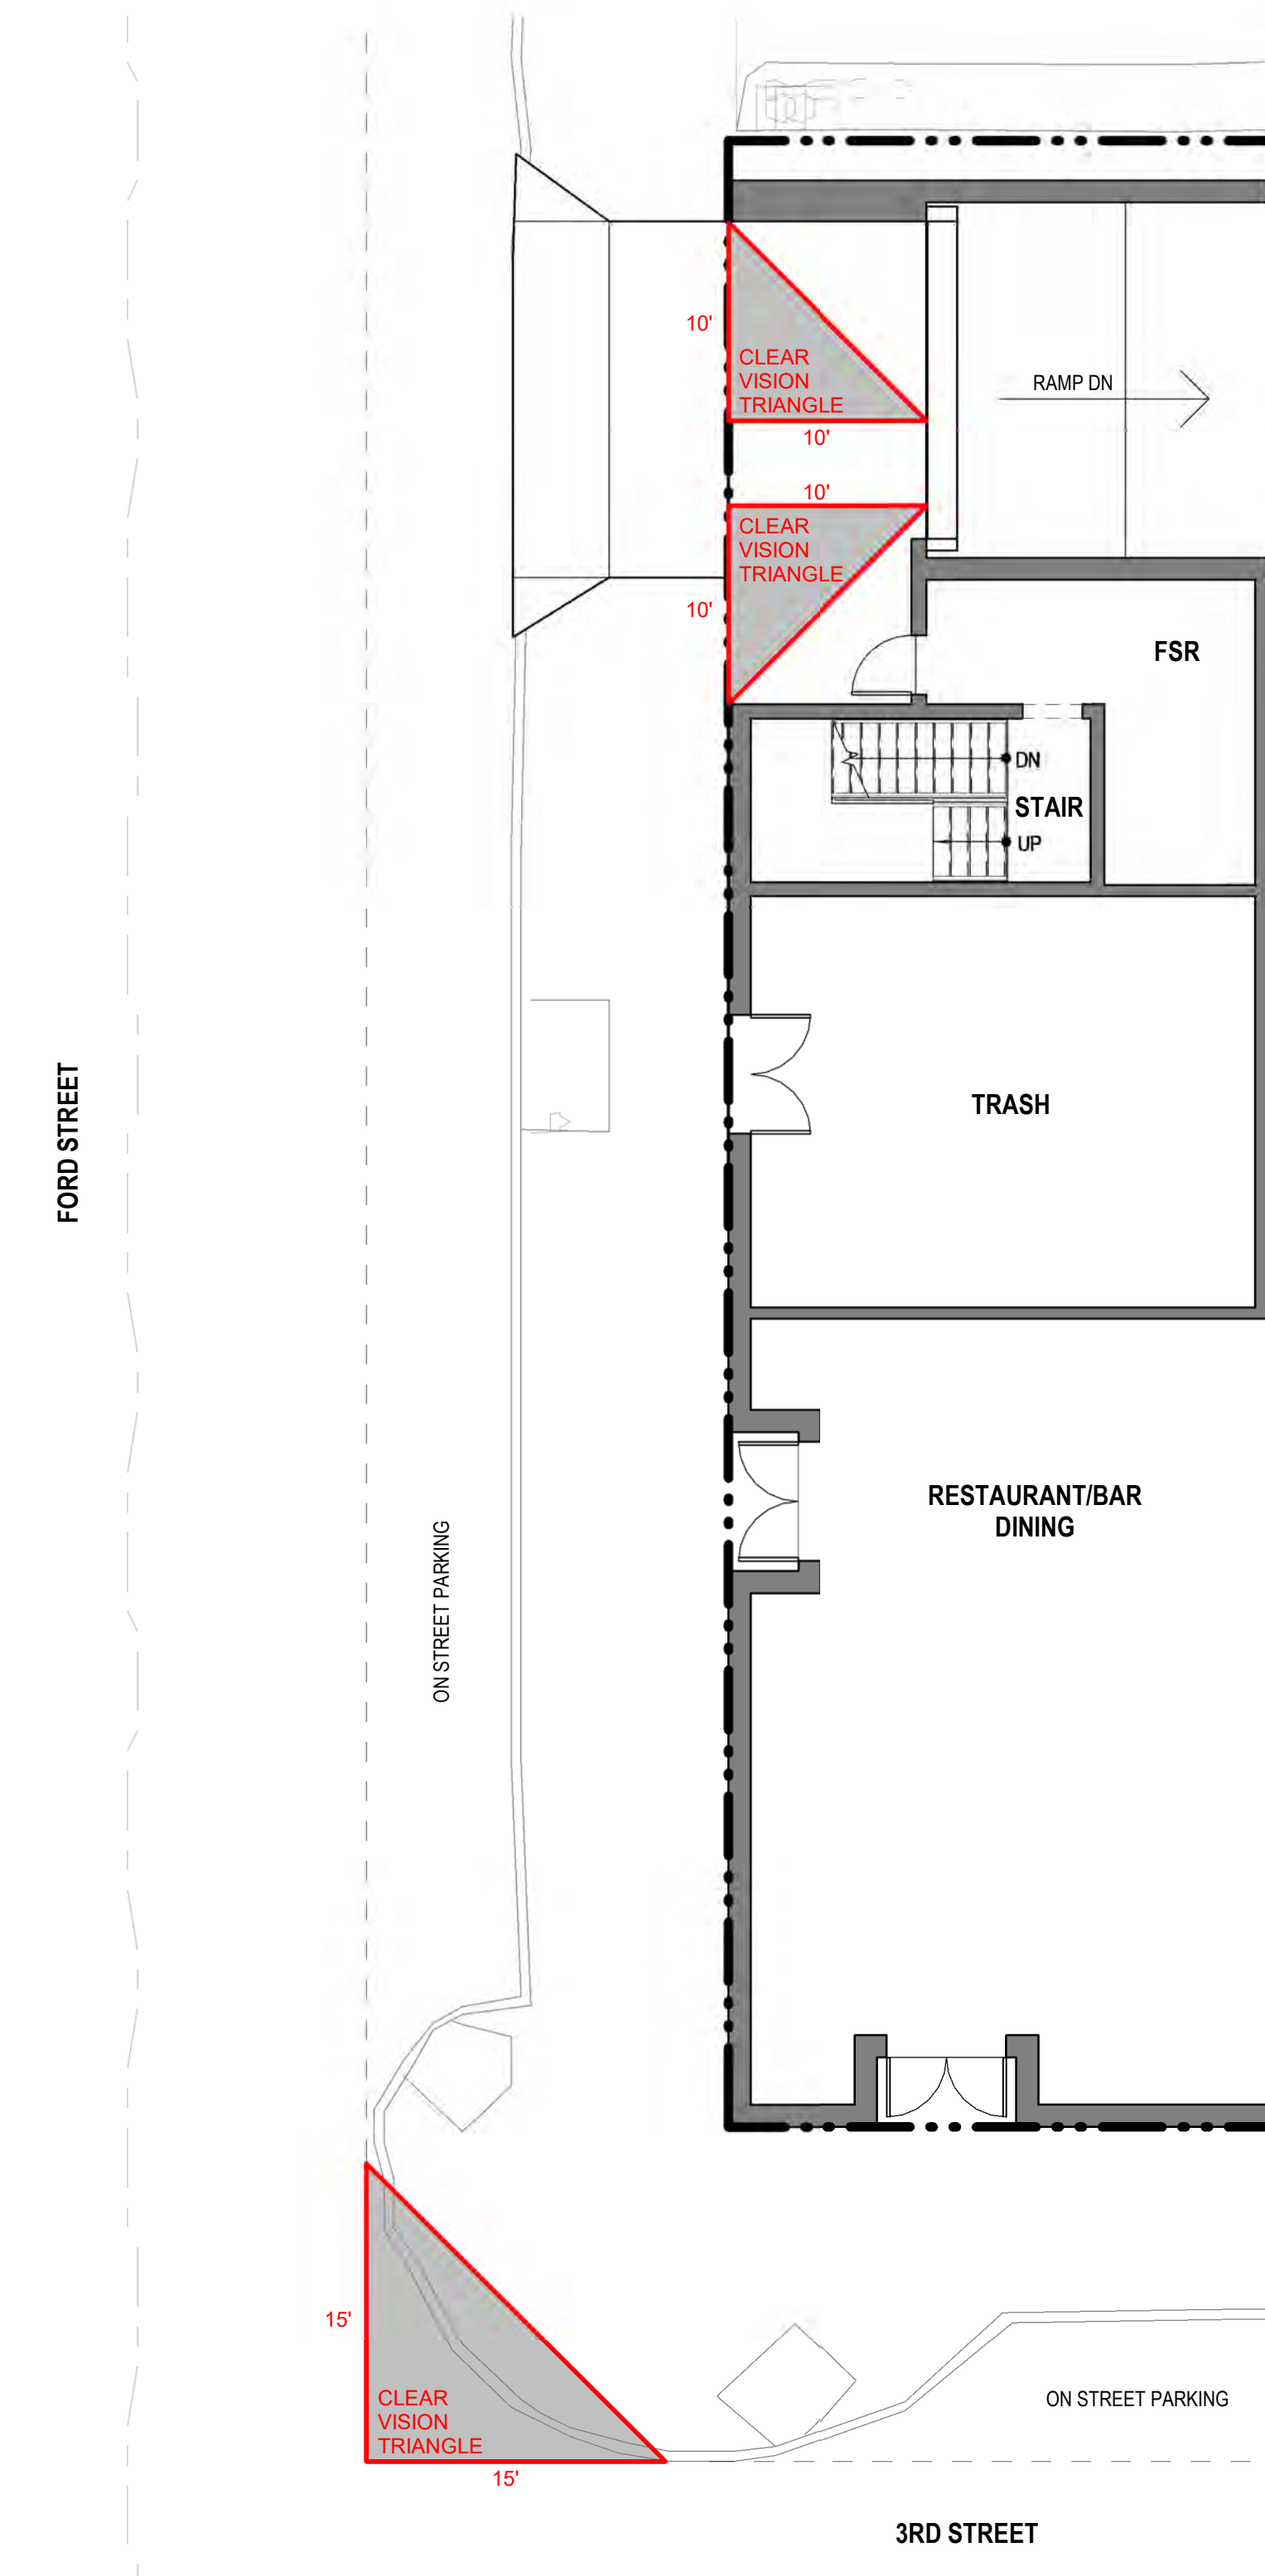 10'
CLEAR
VISION
TRIANGLE
10'
RAMP DN
10'
CLEAR
VISION
TRIANGLE
10'
FSR
DN
STAIR
UP
TRASH
FORD STREET
RESTAURANT/BAR
DINING
ON STREET PARKING
15'
CLEAR
VISION
TRIANGLE
15'
ON STREET PARKING
3RD STREET